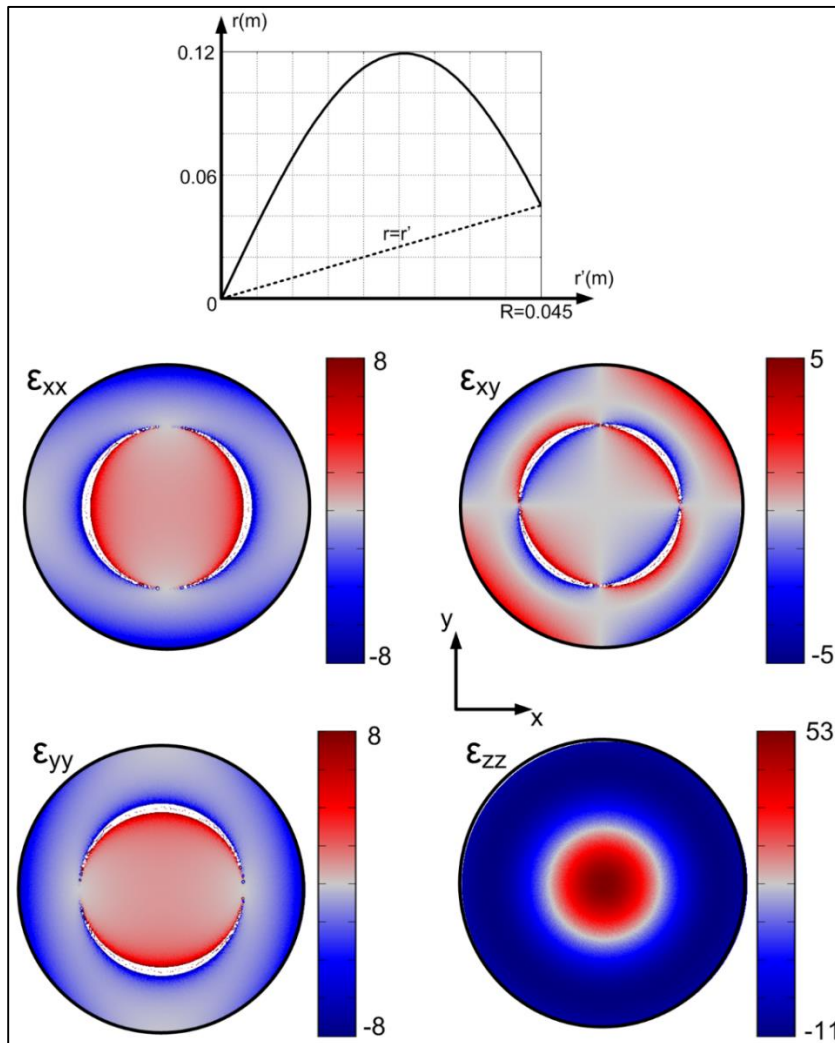 r(m)
0.12
0.06
r=r'
0
r'(m)
R=0.045
εxx
8
-8
εxy
5
-5
y
x
εyy
8
-8
εzz
53
-11